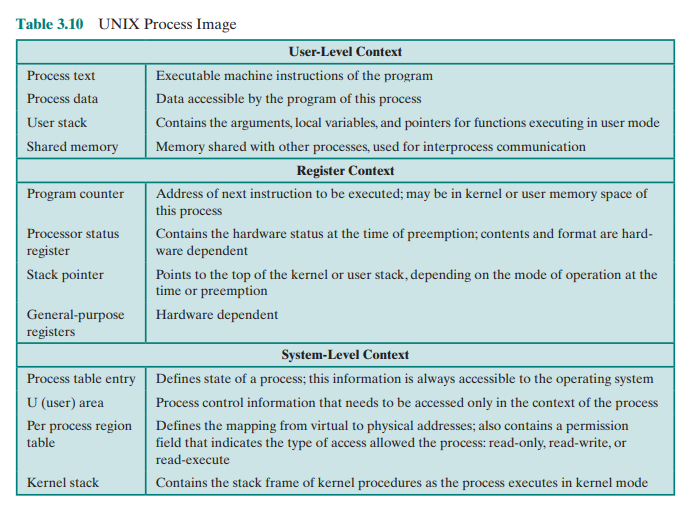 Table 3.10 UNIX Process Image
User-Level Context
Process text Executable machine instructions of the program
Process data Data accessible by the program of this process
User stack Contains the arguments, local variables, and pointers for functions executing in user mode
Shared memory Memory shared with other processes, used for interprocess communication
Register Context
Program counter Address of next instruction to be executed; may be in kernel or user memory space of
this process
Processor status Contains the hardware status at the time of preemption; contents and format are hard-
register ware dependent
Stack pointer Points to the top of the kernel or user stack, depending on the mode of operation at the
time or preemption
General-purpose Hardware dependent
registers
System-Level Context
Process table entry Defines state of a process; this information is always accessible to the operating system
U (user) area Process control information that needs to be accessed only in the context of the process
Per process region Defines the mapping from virtual to physical addresses; also contains a permission
table field that indicates the type of access allowed the process: read-only, read-write, or
read-execute
Kernel stack Contains the stack frame of kernel procedures as the process executes in kernel mode